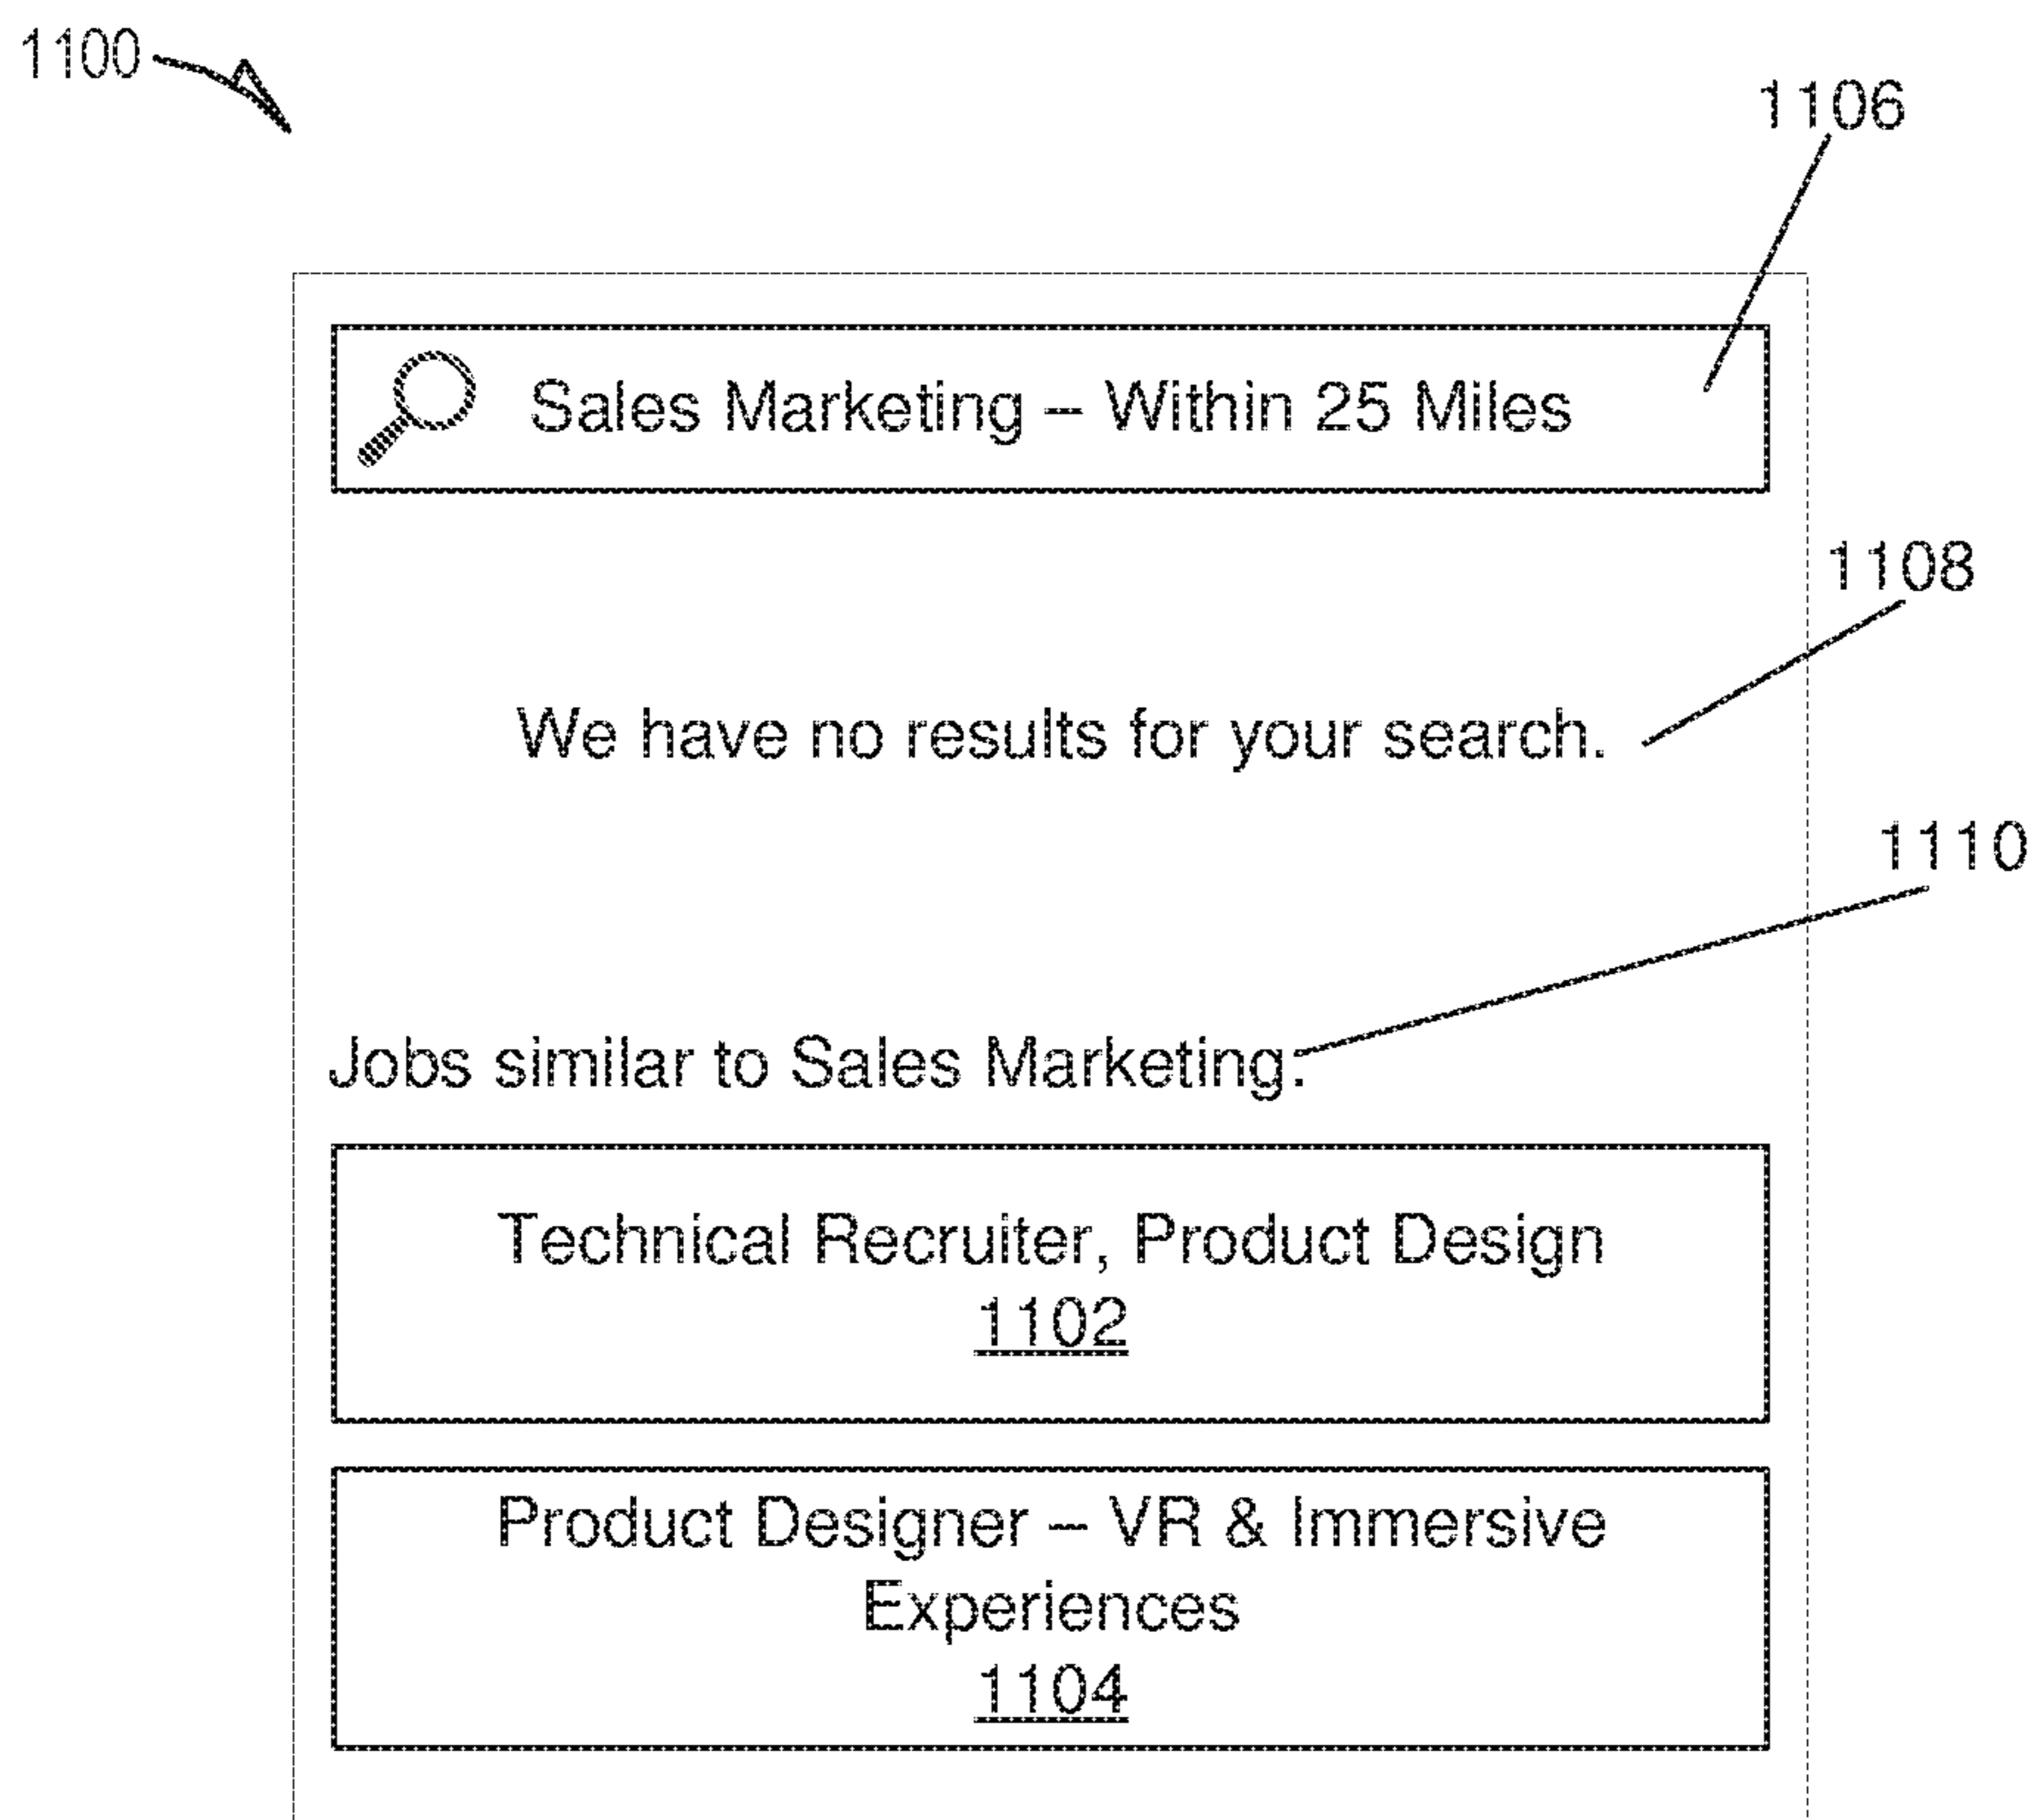 1100
1106
Sales Marketing – Within 25 Miles
1108
We have no results for your search.
1110
Jobs similar to Sales Marketing:
Technical Recruiter, Product Design
1102
Product Designer – VR & Immersive
Experiences
1104